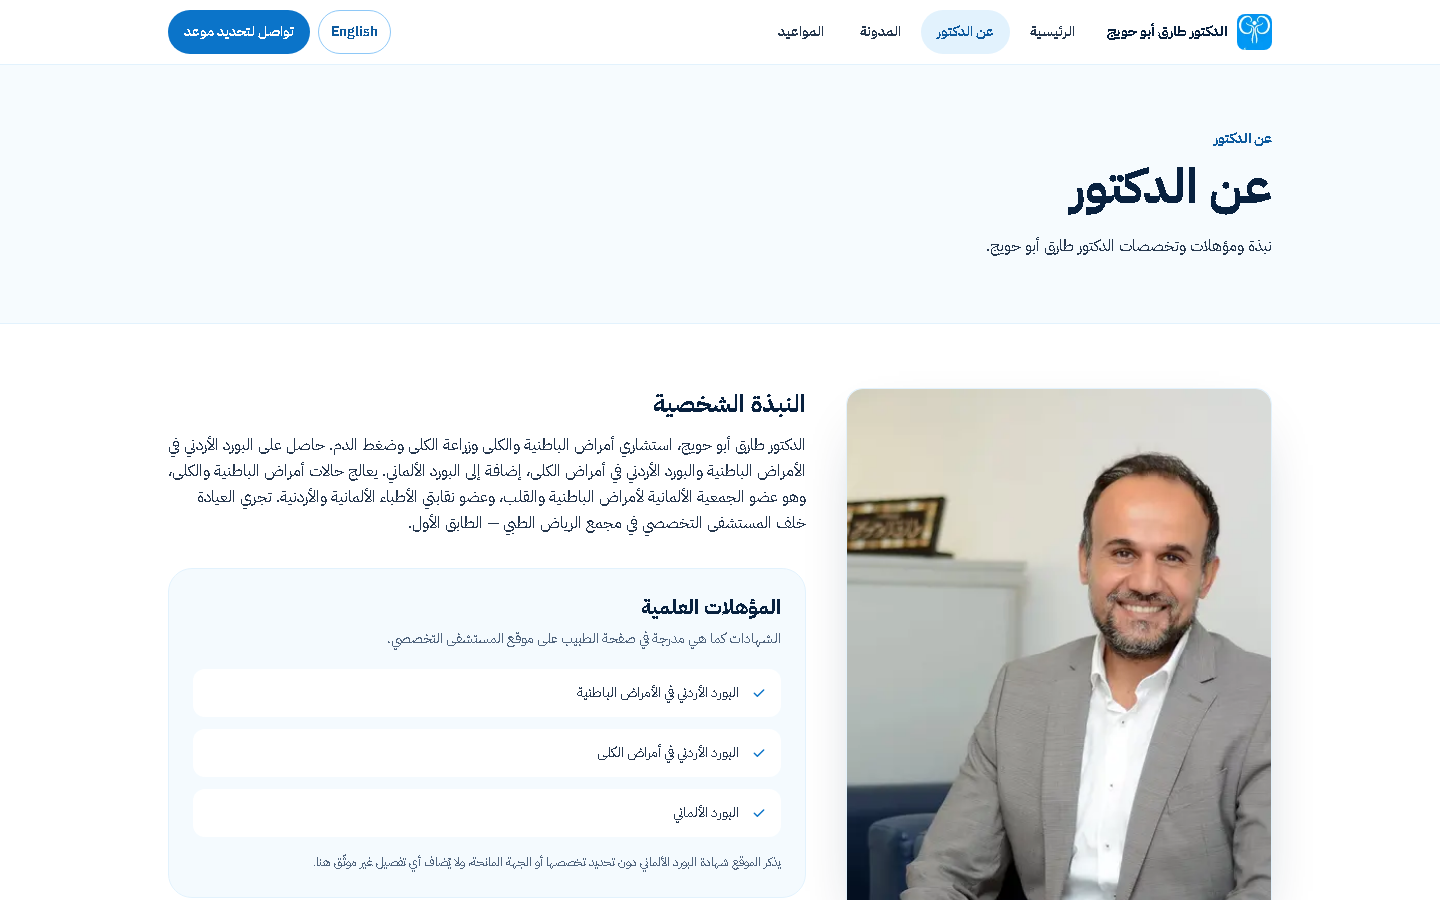 الدكتور طارق أبو حويج
الرئيسية
عن الدكتور
المدونة
المواعيد
English
تواصل لتحديد موعد
عن الدكتور
عن الدكتور
نبذة ومؤهلات وتخصصات الدكتور طارق أبو حويج.
النبذة الشخصية
الدكتور طارق أبو حويج، استشاري أمراض الباطنية والكلى وزراعة الكلى وضغط الدم. حاصل على البورد الأردني في
الأمراض الباطنية والبورد الأردني في أمراض الكلى، إضافة إلى البورد الألماني. يعالج حالات أمراض الباطنية والكلى،
وهو عضو الجمعية الألمانية لأمراض الباطنية والقلب، وعضو نقابتي الأطباء الألمانية والأردنية. تجري العيادة
خلف المستشفى التخصصي في مجمع الرياض الطبي — الطابق الأول.
المؤهلات العلمية
الشهادات كما هي مدرجة في صفحة الطبيب على موقع المستشفى التخصصي.
البورد الأردني في الأمراض الباطنية
البورد الأردني في أمراض الكلى
البورد الألماني
يذكر الموقع شهادة البورد الألماني دون تحديد تخصصها أو الجهة المانحة، ولا يُضاف أي تفصيل غير موثّق هنا.